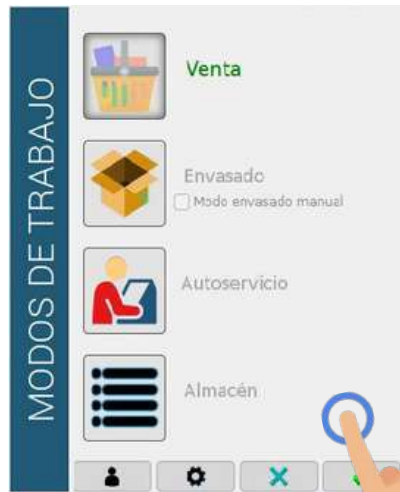 MODOS DE TRABAJO
Venta
Envasado
Modo envasado manual
Autoservicio
Almacén